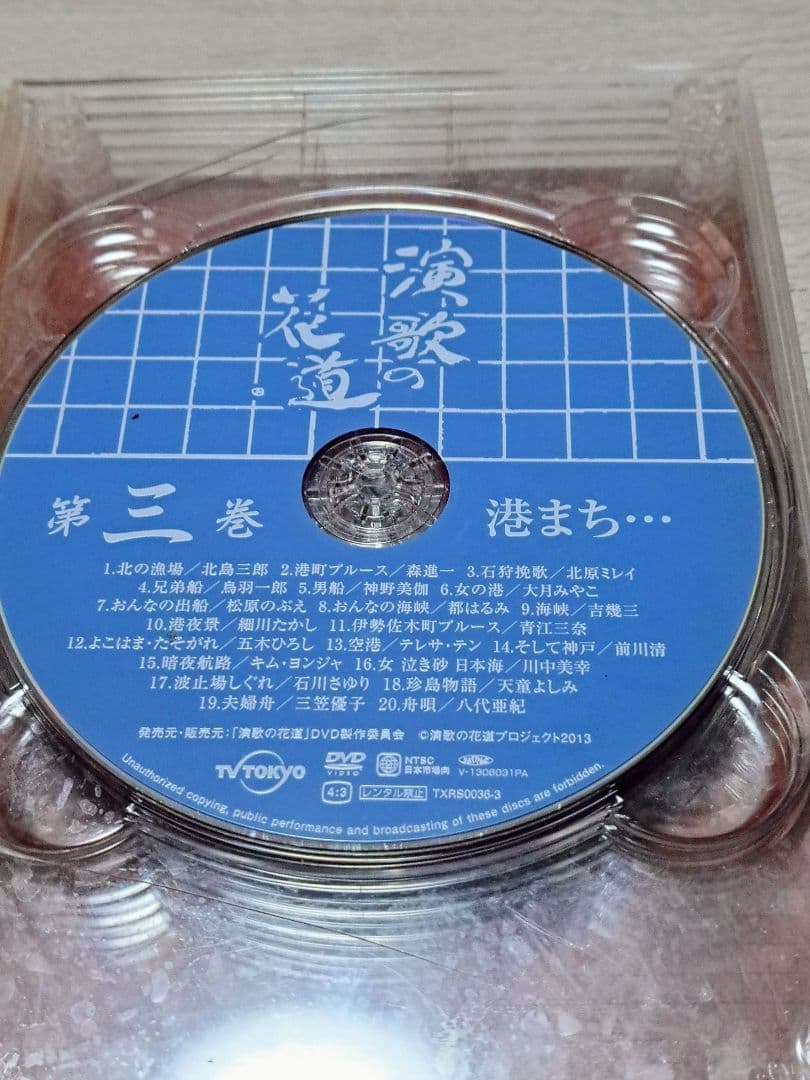 演歌の
花道
第三巻 港まち…
1.北の漁場／北島三郎 2.港町ブルース／森進一 3.石狩挽歌／北原ミレイ
4.兄弟船／鳥羽一郎 5.男船／神野美伽 6.女の港／大月みやこ
7.おんなの出船／松原のぶえ 8.おんなの海峡／都はるみ 9.海峡／吉幾三
10.港夜景／細川たかし 11.伊勢佐木町ブルース／青江三奈
12.よこはま・たそがれ／五木ひろし 13.空港／テレサ・テン 14.そして神戸／前川清
15.暗夜航路／キム・ヨンジャ 16.女 泣き砂 日本海／川中美幸
17.波止場しぐれ／石川さゆり 18.珍島物語／天童よしみ
19.夫婦舟／三笠優子 20.舟唄／八代亜紀
発売元・販売元：「演歌の花道」DVD製作委員会 ©演歌の花道プロジェクト2013
TV TOKYO DVD VIDEO NTSC 日本市場向 V-1306031PA
4:3 レンタル禁止 TXRS0036-3
Unauthorized copying, public performance and broadcasting of these discs are forbidden.